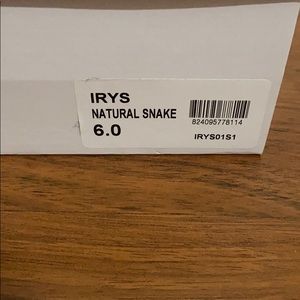 IRYS
NATURAL SNAKE
6.0
824095778114
IRYS01S1